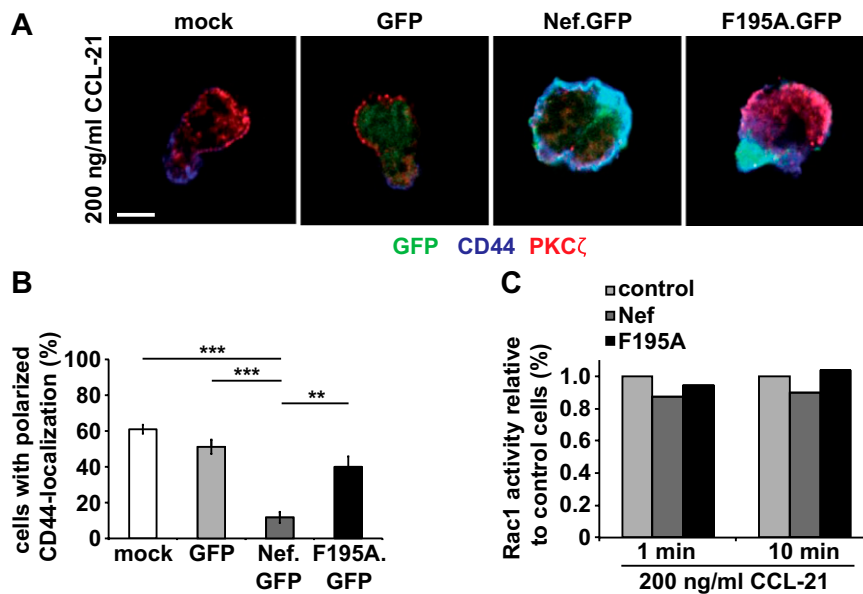 A
mock GFP Nef.GFP F195A.GFP
200 ng/ml CCL-21
GFP CD44 PKCζ
B
cells with polarized
CD44-localization (%)
100
80
60
40
20
0
***
***
**
mock GFP Nef. F195A.
GFP GFP
C
control
Nef
F195A
Rac1 activity relative
to control cells (%)
1.0
0.8
0.6
0.4
0.2
0
1 min 10 min
200 ng/ml CCL-21